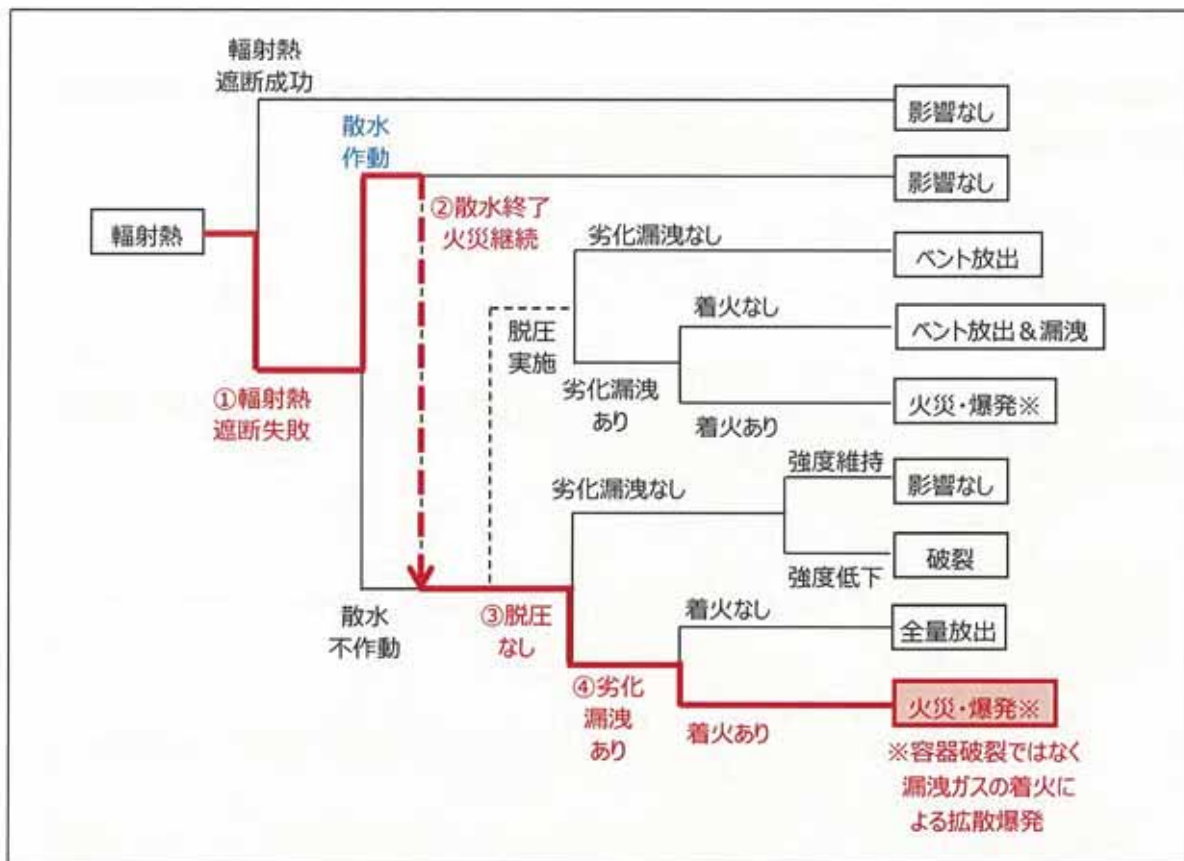 輻射熱
遮断成功
影響なし
散水
作動
影響なし
輻射熱
②散水終了
火災継続
劣化漏洩なし
ベント放出
着火なし
脱圧
実施
ベント放出&漏洩
劣化漏洩
あり
着火あり
火災・爆発※
①輻射熱
遮断失敗
強度維持
劣化漏洩なし
影響なし
破裂
強度低下
散水
不作動
③脱圧
なし
着火なし
全量放出
④劣化
漏洩
あり
着火あり
火災・爆発※
※容器破裂ではなく
漏洩ガスの着火に
よる拡散爆発